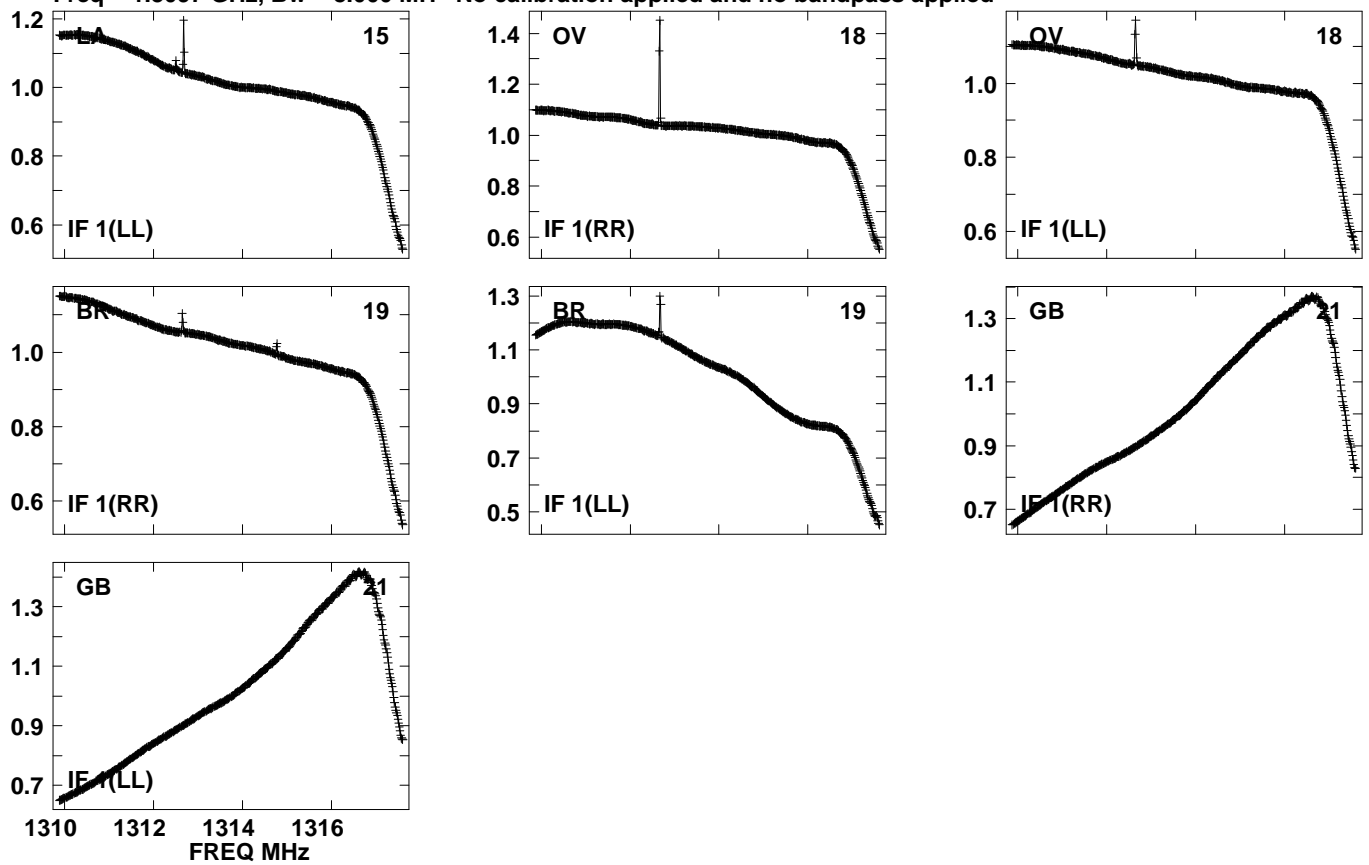 No calibration applied and no bandpass applied
LA 15
1.2
1.0
0.8
0.6
IF 1(LL)
OV 18
1.4
1.2
1.0
0.8
0.6
IF 1(RR)
OV 18
1.0
0.8
0.6
IF 1(LL)
BR 19
1.0
0.8
0.6
IF 1(RR)
BR 19
1.3
1.1
0.9
0.7
0.5
IF 1(LL)
GB 21
1.3
1.1
0.9
0.7
IF 1(RR)
GB 21
1.3
1.1
0.9
0.7
IF 1(LL)
1310 1312 1314 1316
FREQ MHz